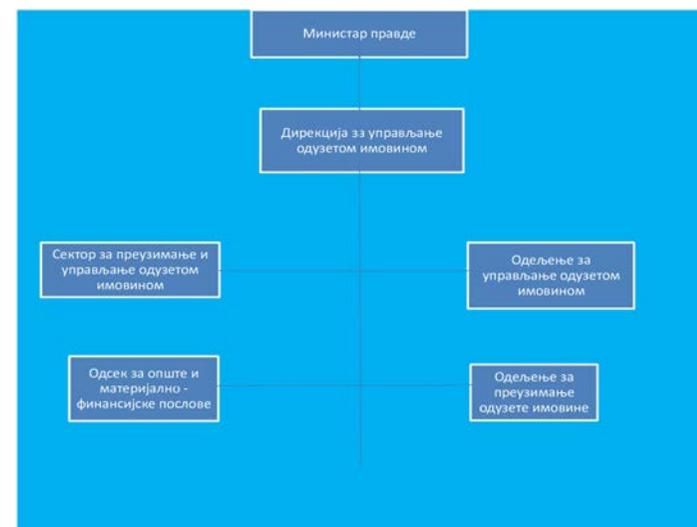 Министар правде
Дирекција за управљање
одузетом имовином
Сектор за преузимање и
управљање одузетом
имовином
Одељење за
управљање одузетом
имовином
Одсек за опште и
материјално -
финансијске послове
Одељење за
преузимање
одузете имовине